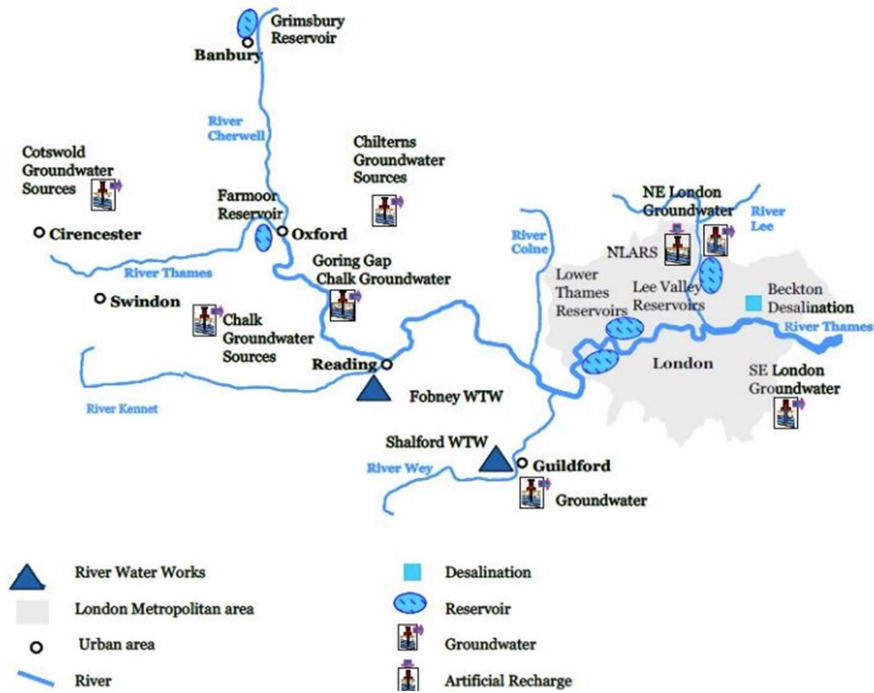 Grimsbury
Reservoir
Banbury
River
Cherwell
Cotswold
Groundwater
Sources
Chilterns
Groundwater
Sources
Farmoor
Reservoir
Cirencester
Oxford
River Thames
Goring Gap
Chalk Groundwater
Swindon
Chalk
Groundwater
Sources
Reading
River Kennet
Fobney WTW
Shalford WTW
River Wey
Guildford
Groundwater
River
Colne
NE London
Groundwater
River
Lee
NLARS
Lower
Thames
Reservoirs
Lee Valley
Reservoirs
Beckton
Desalination
River Thames
London
SE London
Groundwater
River Water Works
London Metropolitan area
Urban area
River
Desalination
Reservoir
Groundwater
Artificial Recharge